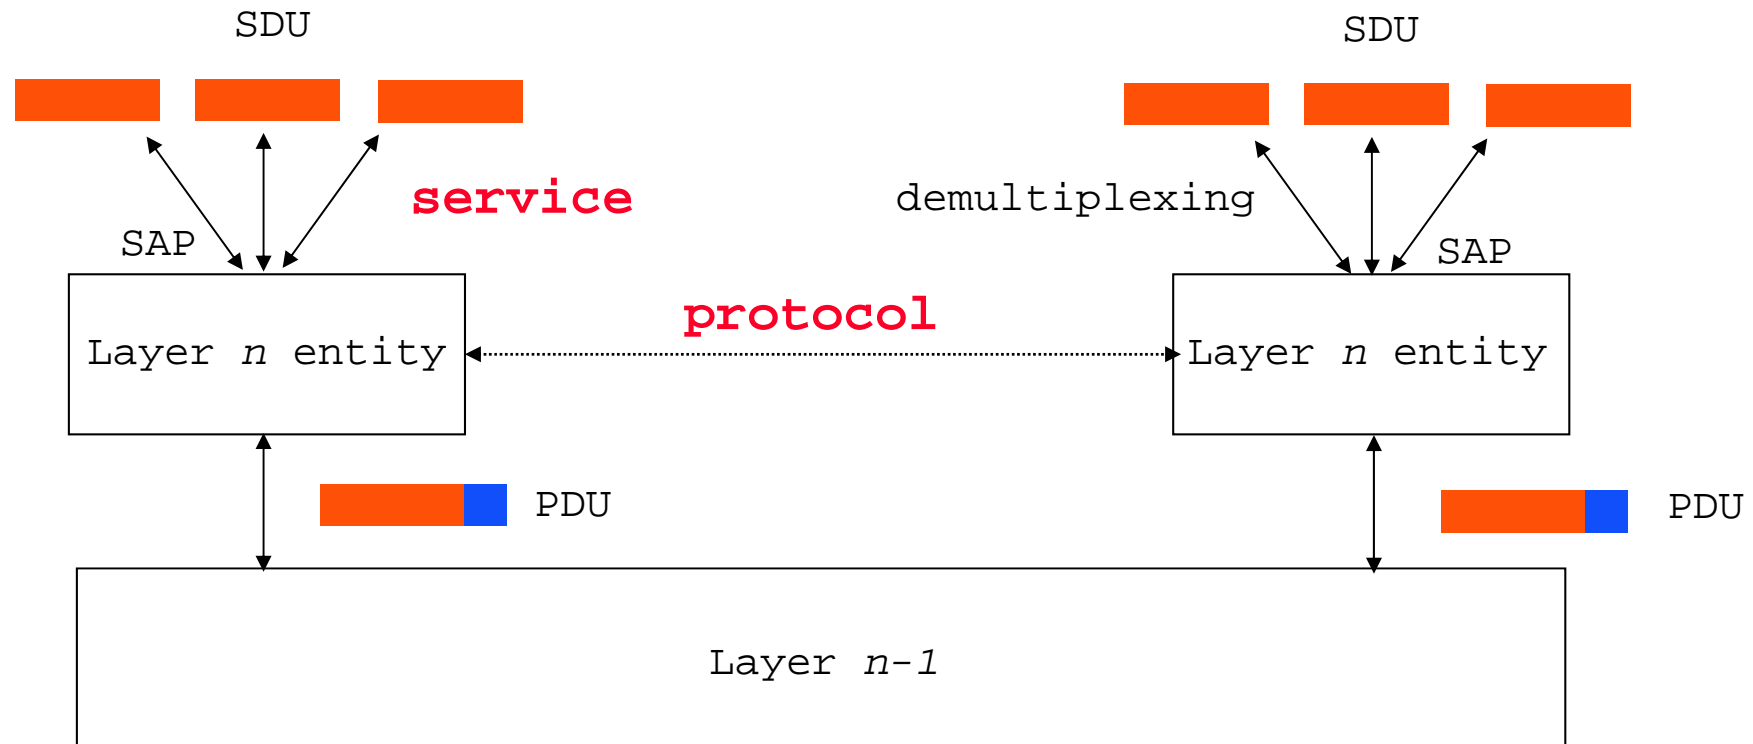 SDU
SDU
service
demultiplexing
SAP
SAP
protocol
Layer n entity
Layer n entity
PDU
PDU
Layer n-1